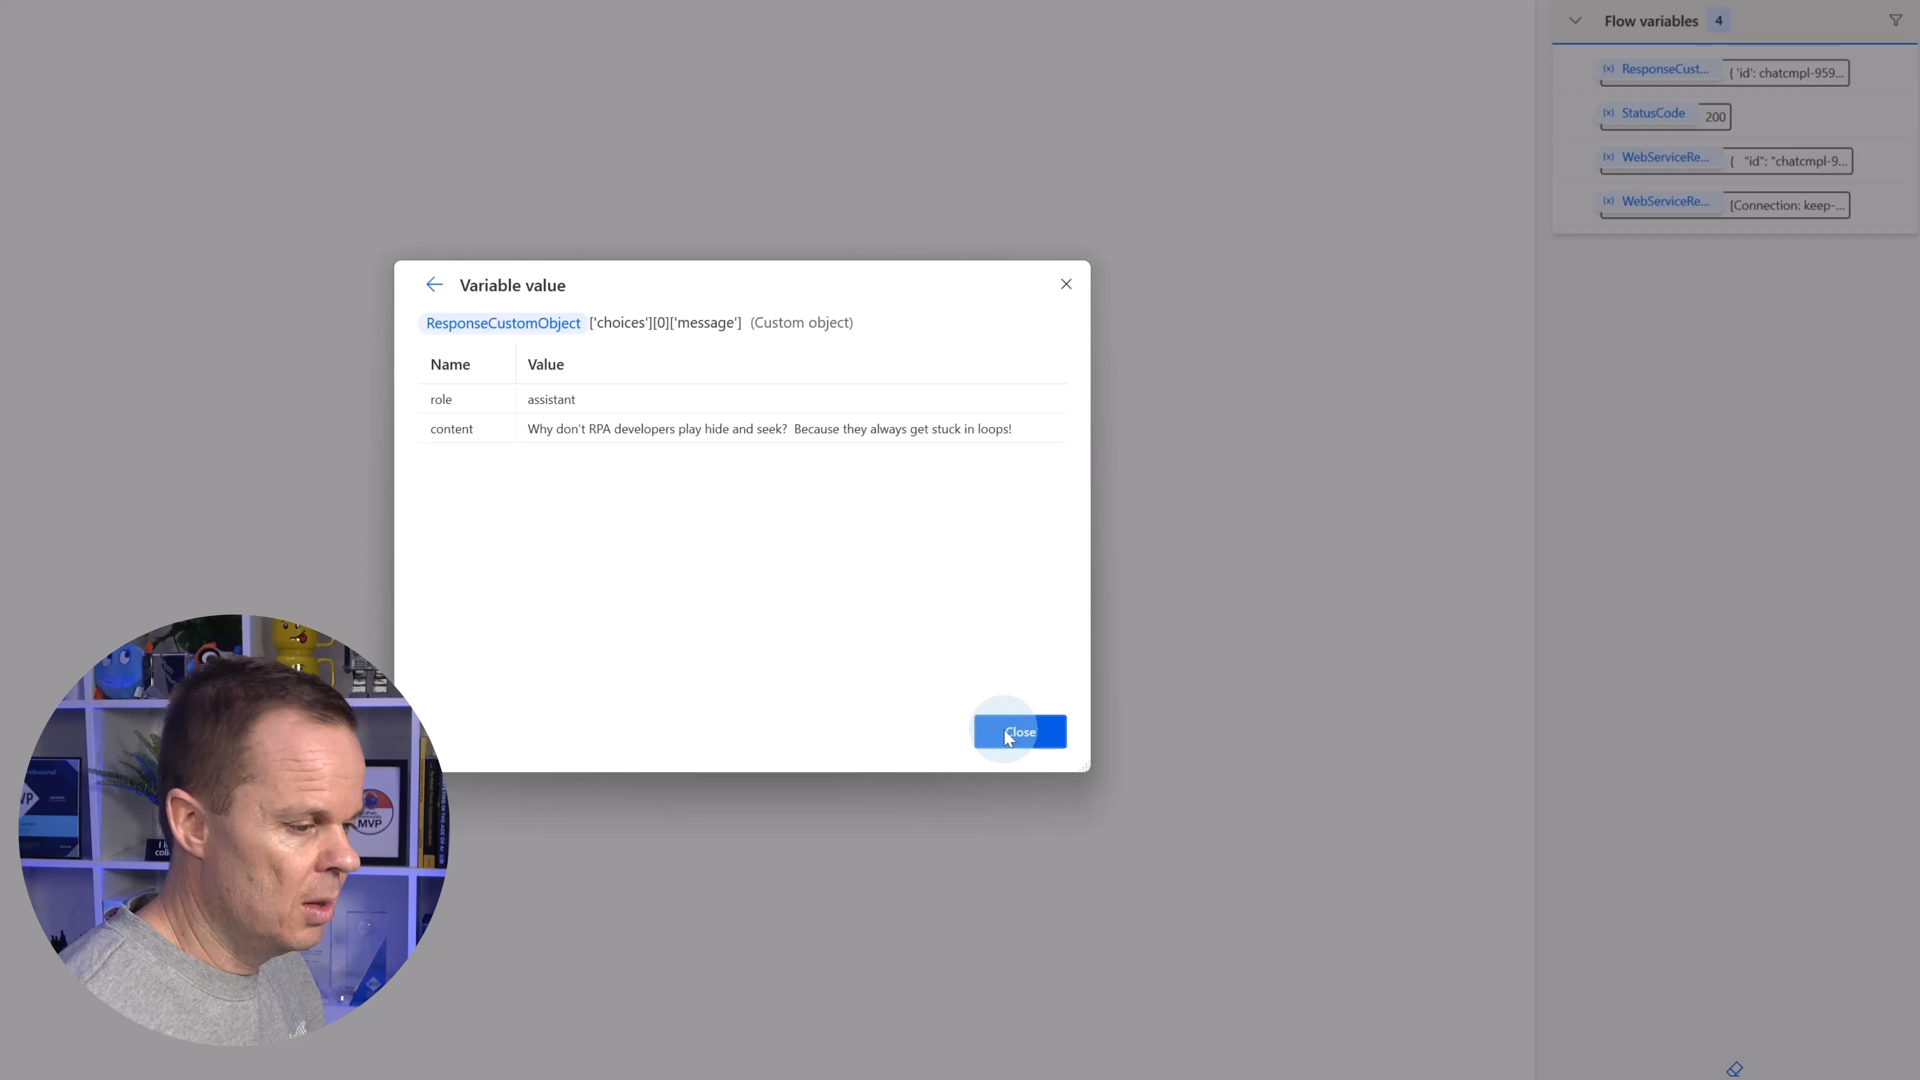 Flow variables 4
{x} ResponseCust... { 'id': chatcmpl-959...
{x} StatusCode 200
{x} WebServiceRe... { "id": "chatcmpl-9...
{x} WebServiceRe... [Connection: keep-...
Variable value
ResponseCustomObject ['choices'][0]['message'] (Custom object)
Name Value
role assistant
content Why don't RPA developers play hide and seek? Because they always get stuck in loops!
Close
MVP